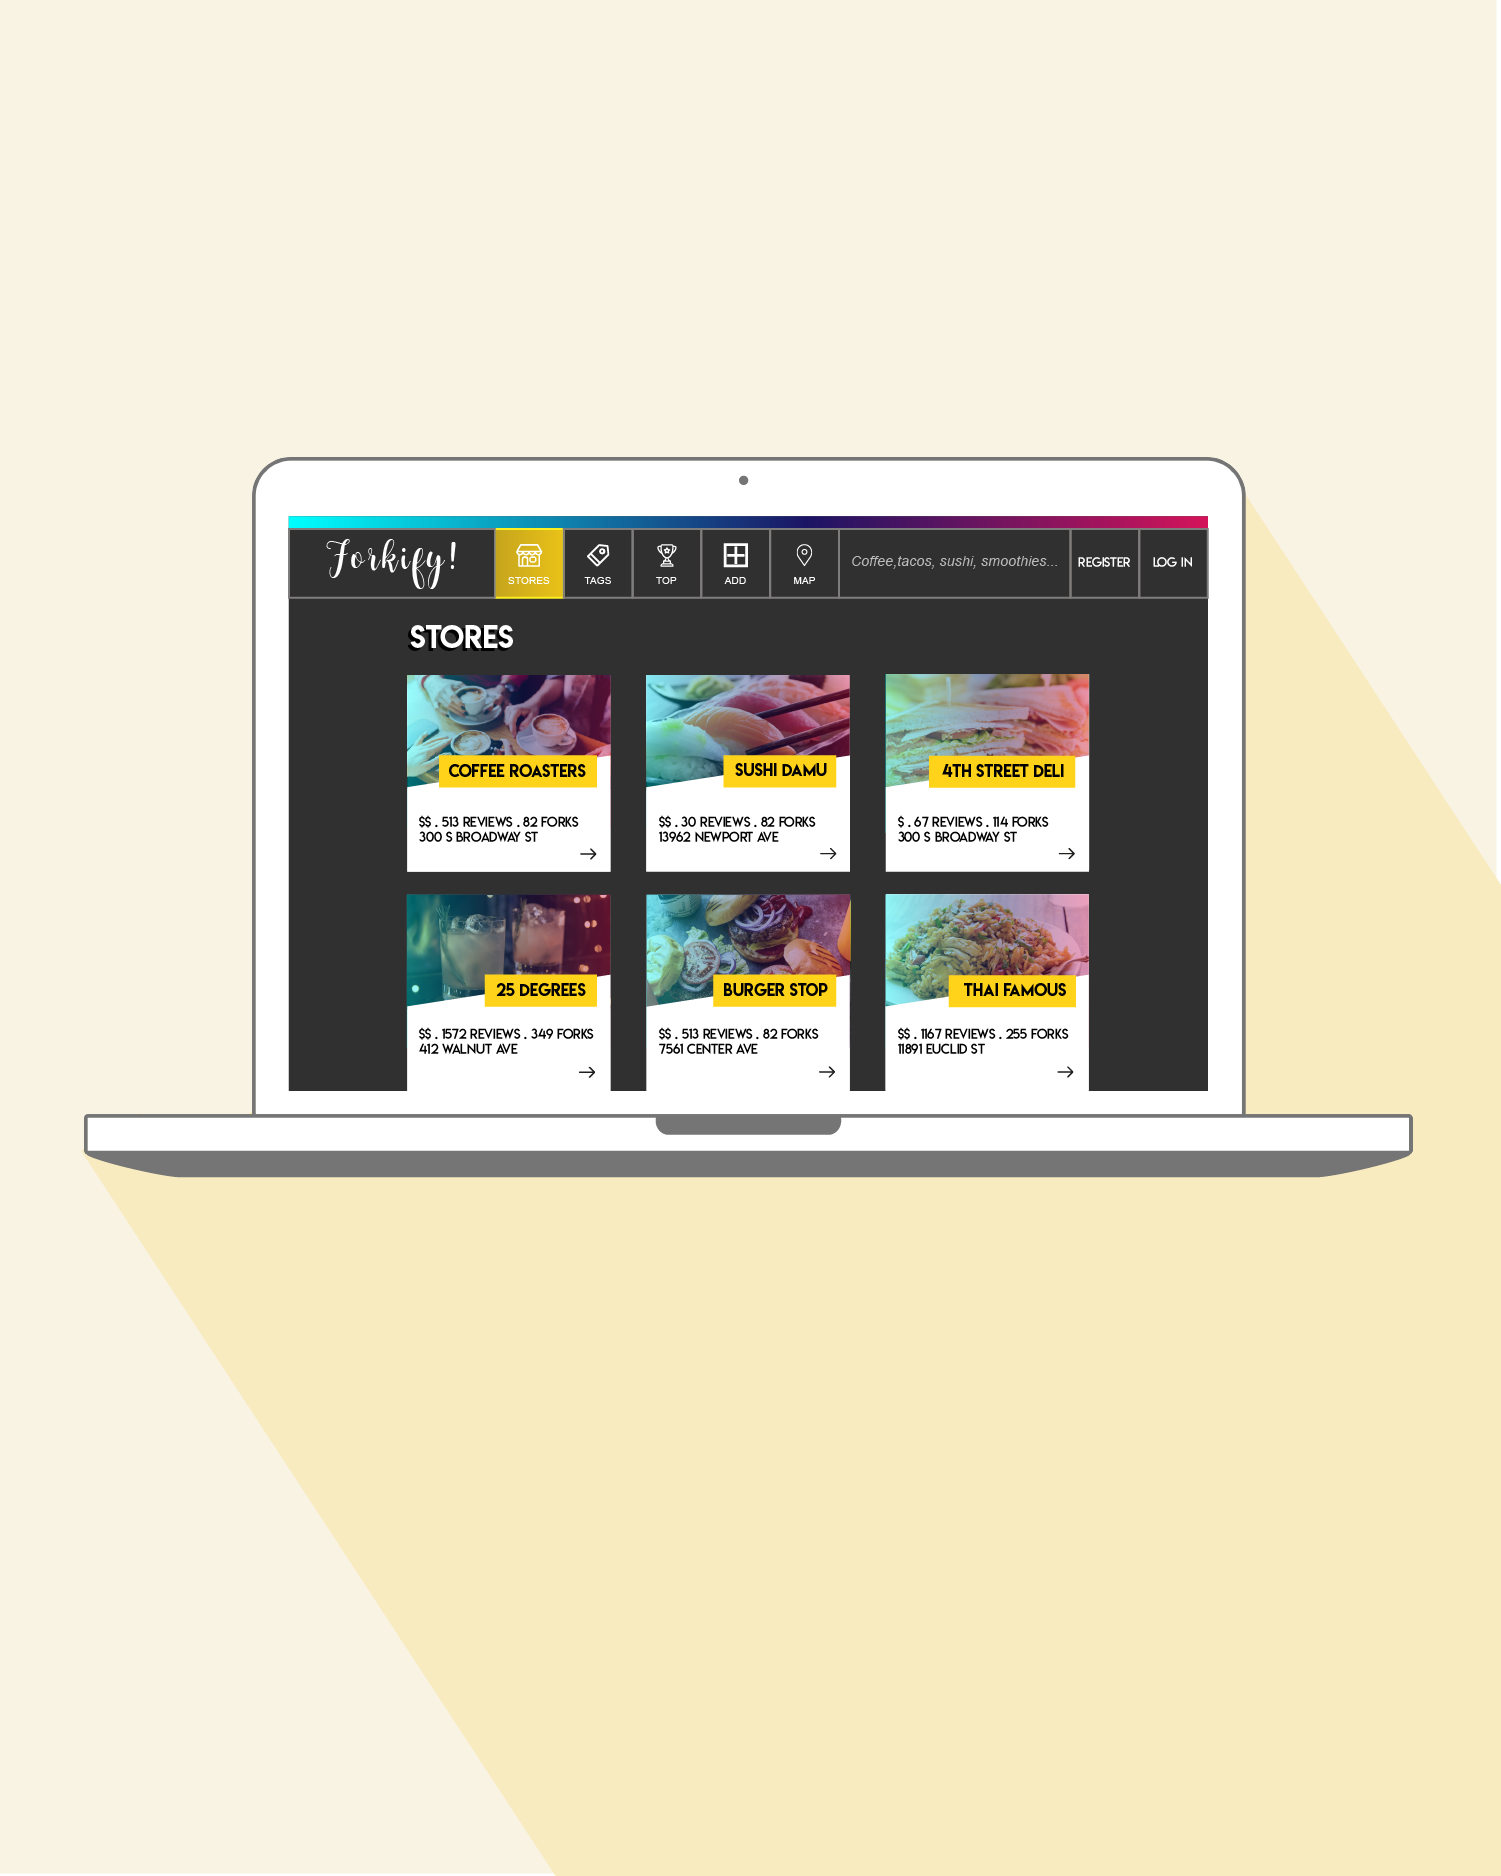 Forkify!
STORES
TAGS
TOP
ADD
MAP
Coffee,tacos, sushi, smoothies...
REGISTER
LOG IN
STORES
COFFEE ROASTERS
$$ . 513 REVIEWS . 82 FORKS
300 S BROADWAY ST
SUSHI DAMU
$$ . 30 REVIEWS . 82 FORKS
13962 NEWPORT AVE
4TH STREET DELI
$ . 67 REVIEWS . 114 FORKS
300 S BROADWAY ST
25 DEGREES
$$ . 1572 REVIEWS . 349 FORKS
412 WALNUT AVE
BURGER STOP
$$ . 513 REVIEWS . 82 FORKS
7561 CENTER AVE
THAI FAMOUS
$$ . 1167 REVIEWS . 255 FORKS
11891 EUCLID ST